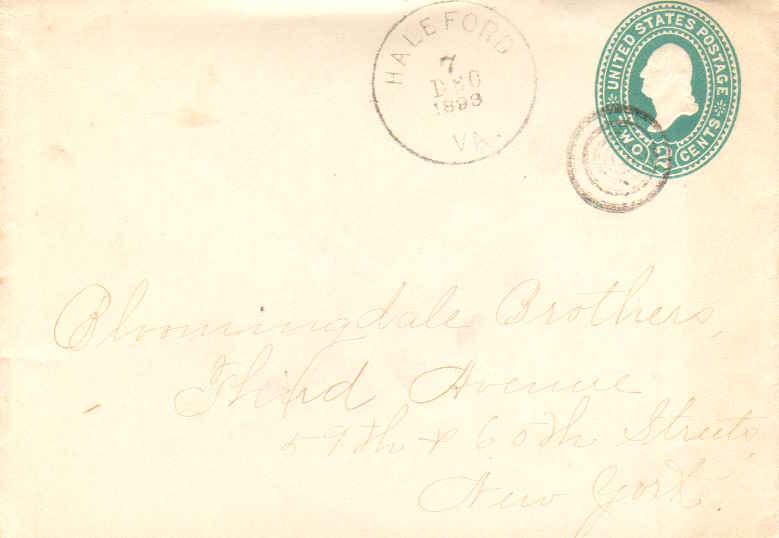 HALEFORD
7
DEC
1893
VA.
UNITED STATES POSTAGE
TWO 2 CENTS
Bloomingdale Brothers,
Third Avenue
59th & 60th Streets,
New York.